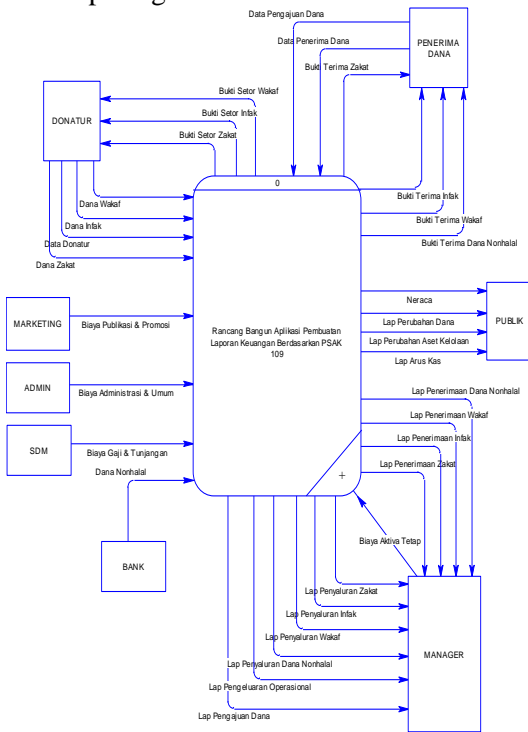 Data Pengajuan Dana
PENERIMA
DANA
Data Penerima Dana
Bukti Terima Zakat
Bukti Setor Wakaf
DONATUR
Bukti Setor Infak
Bukti Setor Zakat
0
Dana Wakaf
Bukti Terima Infak
Dana Infak
Bukti Terima Wakaf
Data Donatur
Bukti Terima Dana Nonhalal
Dana Zakat
Neraca
MARKETING
Biaya Publikasi & Promosi
Rancang Bangun Aplikasi Pembuatan
Laporan Keuangan Berdasarkan PSAK
109
Lap Perubahan Dana
PUBLIK
Lap Perubahan Aset Kelolaan
Lap Arus Kas
ADMIN
Biaya Administrasi & Umum
Lap Penerimaan Dana Nonhalal
Lap Penerimaan Wakaf
SDM
Biaya Gaji & Tunjangan
Lap Penerimaan Infak
Dana Nonhalal
Lap Penerimaan Zakat
+
Biaya Aktiva Tetap
BANK
Lap Penyaluran Zakat
Lap Penyaluran Infak
Lap Penyaluran Wakaf
MANAGER
Lap Penyaluran Dana Nonhalal
Lap Pengeluaran Operasional
Lap Pengajuan Dana